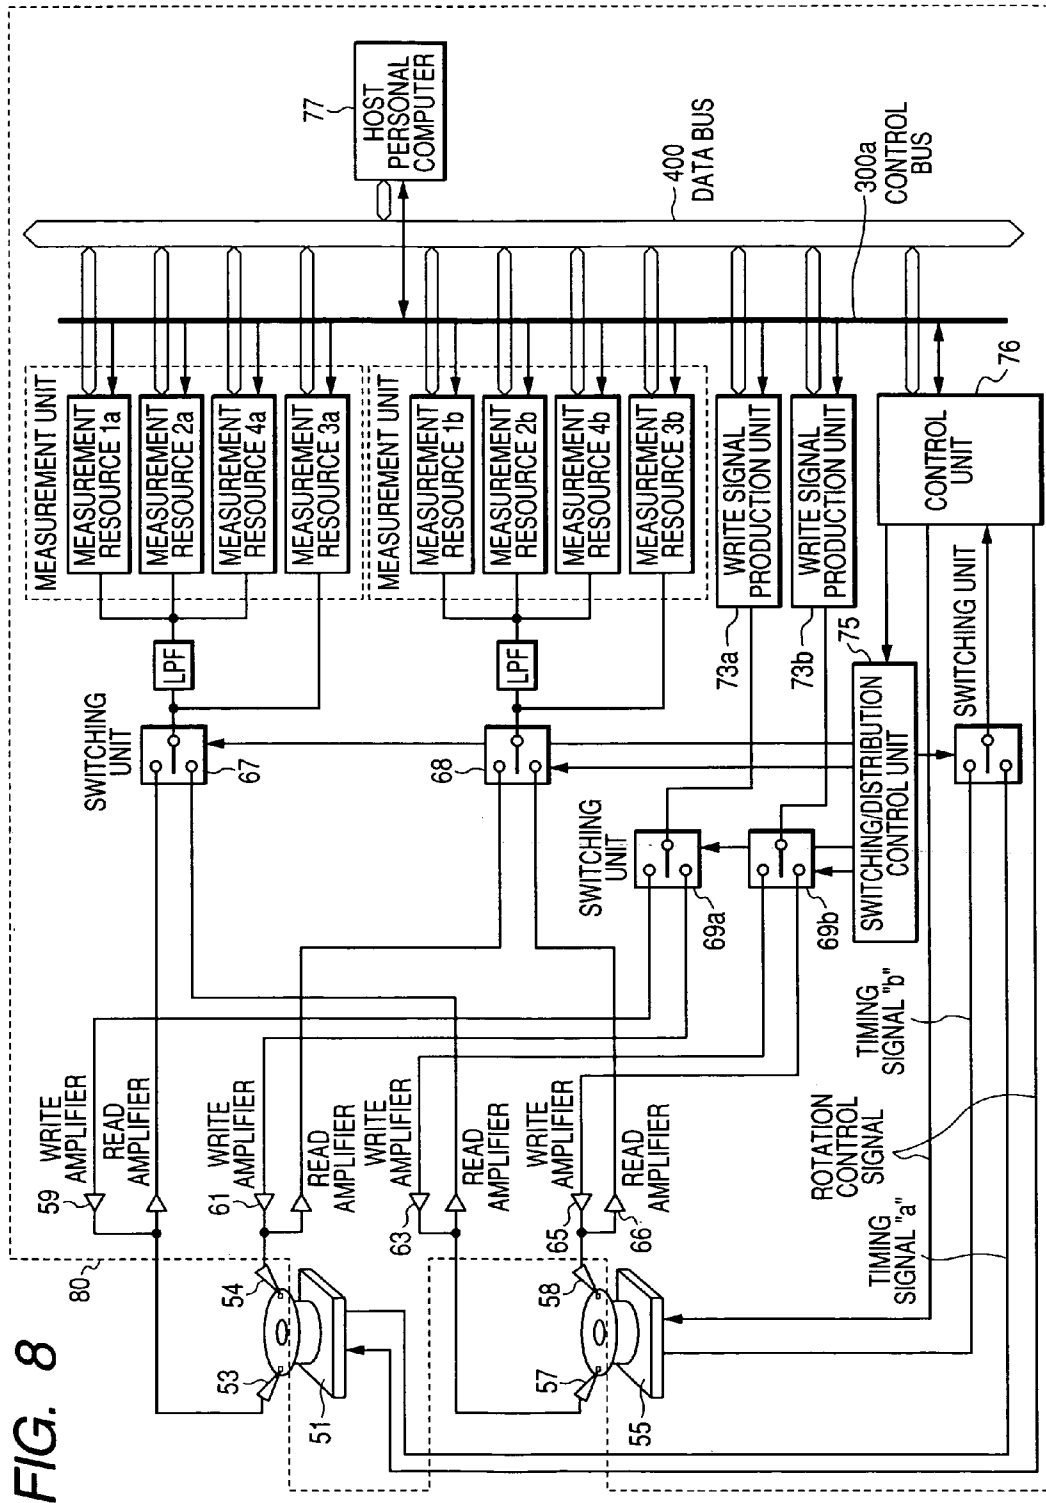 FIG. 8
80
WRITE
AMPLIFIER
59
READ
AMPLIFIER
WRITE
AMPLIFIER
61
READ
AMPLIFIER
WRITE
AMPLIFIER
63
READ
AMPLIFIER
WRITE
AMPLIFIER
65
READ
AMPLIFIER
66
53
54
51
57
58
55
ROTATION
CONTROL
SIGNAL
TIMING
SIGNAL "a"
TIMING
SIGNAL "b"
SWITCHING
UNIT
67
68
SWITCHING
UNIT
69a
69b
LPF
LPF
MEASUREMENT UNIT
MEASUREMENT
RESOURCE 1a
MEASUREMENT
RESOURCE 2a
MEASUREMENT
RESOURCE 4a
MEASUREMENT
RESOURCE 3a
MEASUREMENT UNIT
MEASUREMENT
RESOURCE 1b
MEASUREMENT
RESOURCE 2b
MEASUREMENT
RESOURCE 4b
MEASUREMENT
RESOURCE 3b
WRITE SIGNAL
PRODUCTION UNIT
73a
WRITE SIGNAL
PRODUCTION UNIT
73b
75
SWITCHING/DISTRIBUTION
CONTROL UNIT
SWITCHING UNIT
CONTROL
UNIT
76
77
HOST
PERSONAL
COMPUTER
400
DATA BUS
300a
CONTROL
BUS